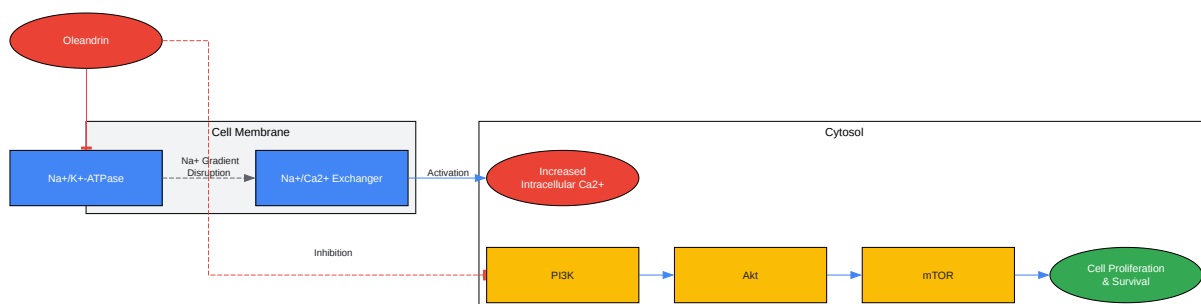 Oleandrin
Cell Membrane
Cytosol
Na+/K+-ATPase
Na+ Gradient
Disruption
Na+/Ca2+ Exchanger
Activation
Increased
Intracellular Ca2+
Inhibition
PI3K
Akt
mTOR
Cell Proliferation
& Survival